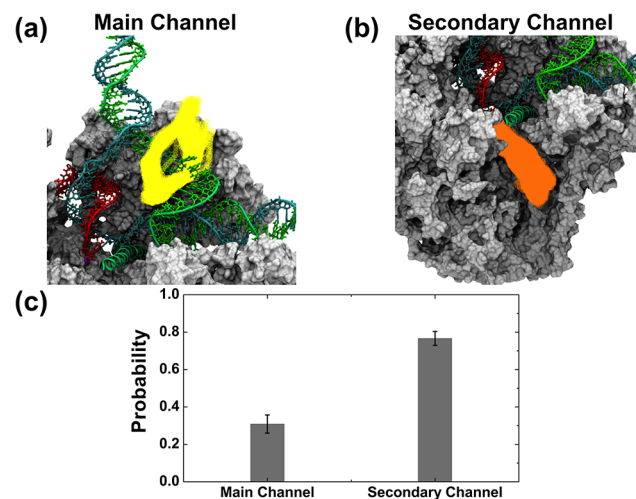 Main Channel
Secondary Channel
(a)
(b)
(c)
Probability
1.0
0.8
0.6
0.4
0.2
0.0
Main Channel
Secondary Channel